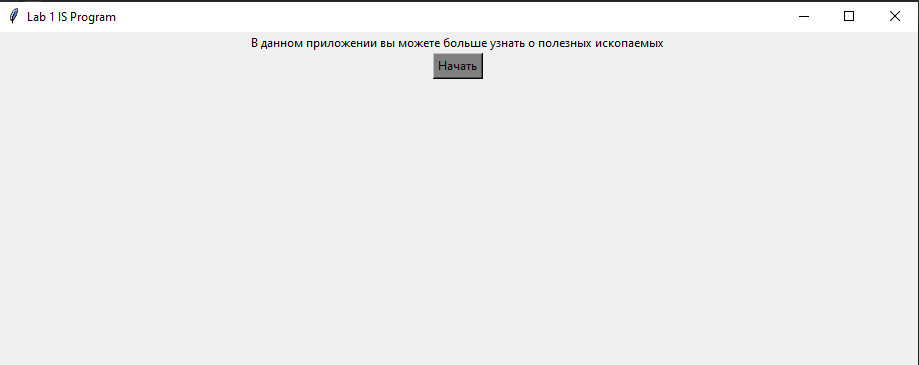 Lab 1 IS Program
В данном приложении вы можете больше узнать о полезных ископаемых
Начать